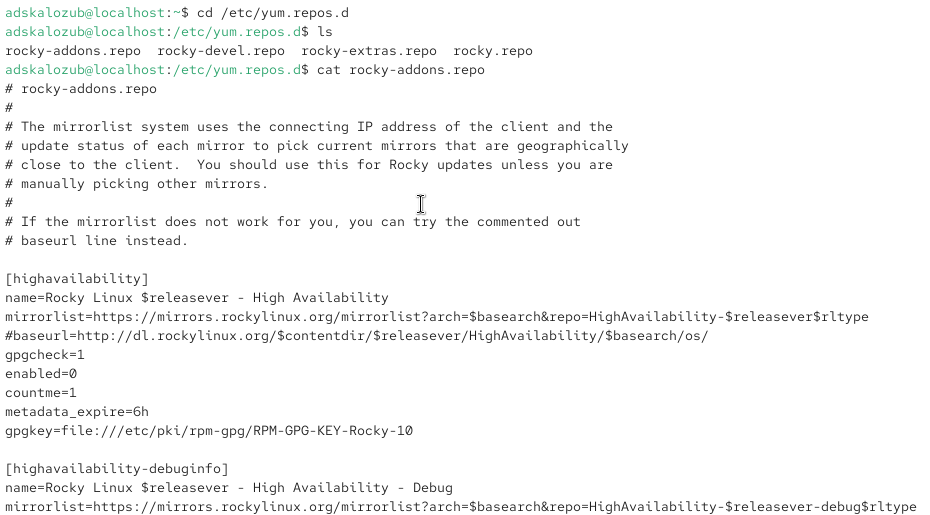 adskalozub@localhost:~$ cd /etc/yum.repos.d
adskalozub@localhost:/etc/yum.repos.d$ ls
rocky-addons.repo  rocky-devel.repo  rocky-extras.repo  rocky.repo
adskalozub@localhost:/etc/yum.repos.d$ cat rocky-addons.repo
# rocky-addons.repo
#
# The mirrorlist system uses the connecting IP address of the client and the
# update status of each mirror to pick current mirrors that are geographically
# close to the client.  You should use this for Rocky updates unless you are
# manually picking other mirrors.
#
# If the mirrorlist does not work for you, you can try the commented out
# baseurl line instead.

[highavailability]
name=Rocky Linux $releasever - High Availability
mirrorlist=https://mirrors.rockylinux.org/mirrorlist?arch=$basearch&repo=HighAvailability-$releasever$rltype
#baseurl=http://dl.rockylinux.org/$contentdir/$releasever/HighAvailability/$basearch/os/
gpgcheck=1
enabled=0
countme=1
metadata_expire=6h
gpgkey=file:///etc/pki/rpm-gpg/RPM-GPG-KEY-Rocky-10

[highavailability-debuginfo]
name=Rocky Linux $releasever - High Availability - Debug
mirrorlist=https://mirrors.rockylinux.org/mirrorlist?arch=$basearch&repo=HighAvailability-$releasever-debug$rltype